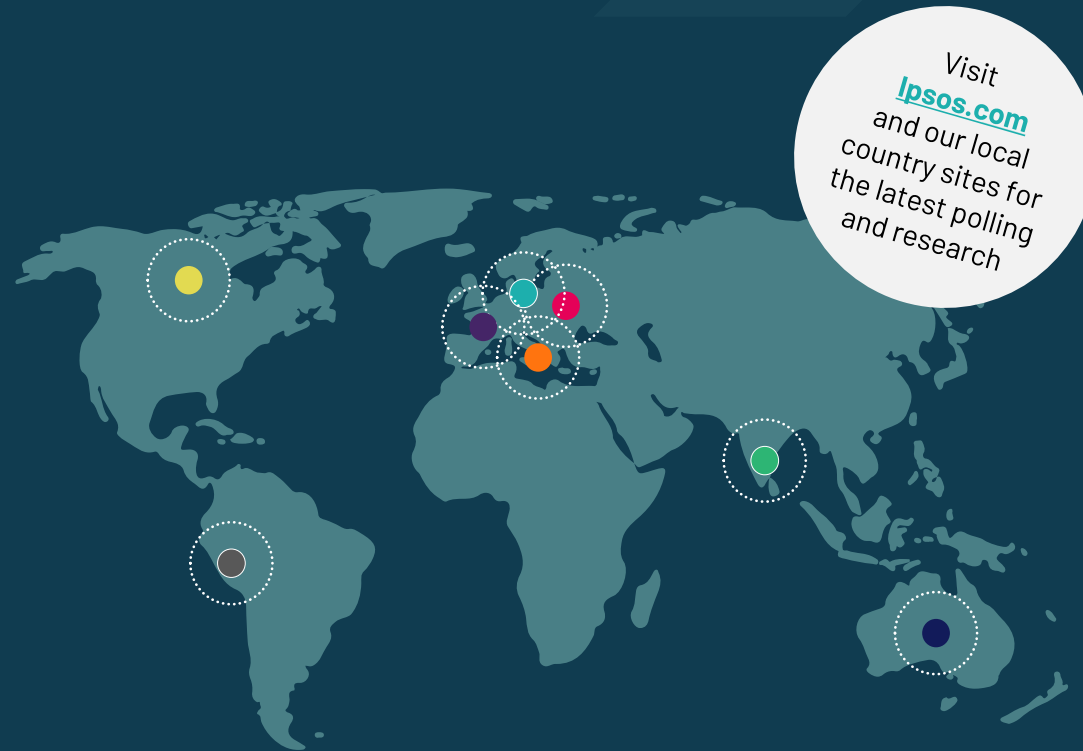 Visit
Ipsos.com
and our local
country sites for
the latest polling
and research